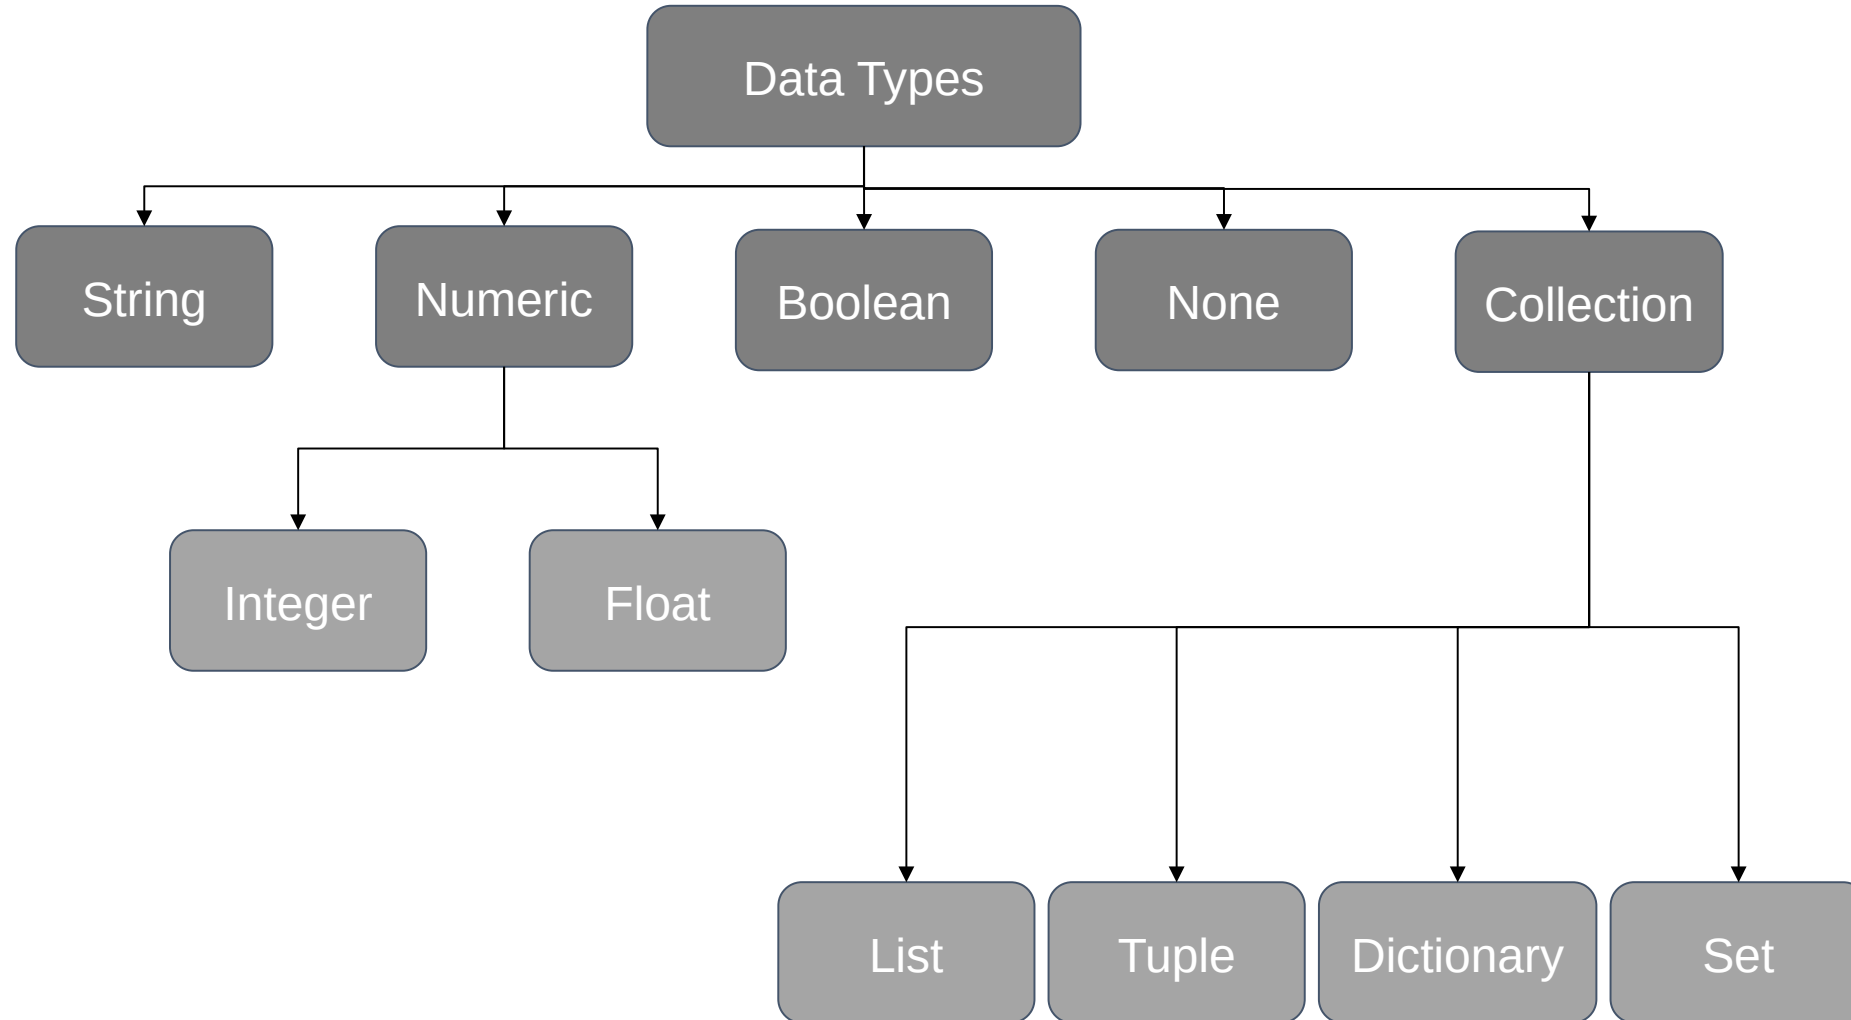 Data Types
String
Numeric
Boolean
None
Collection
Integer
Float
List
Tuple
Dictionary
Set